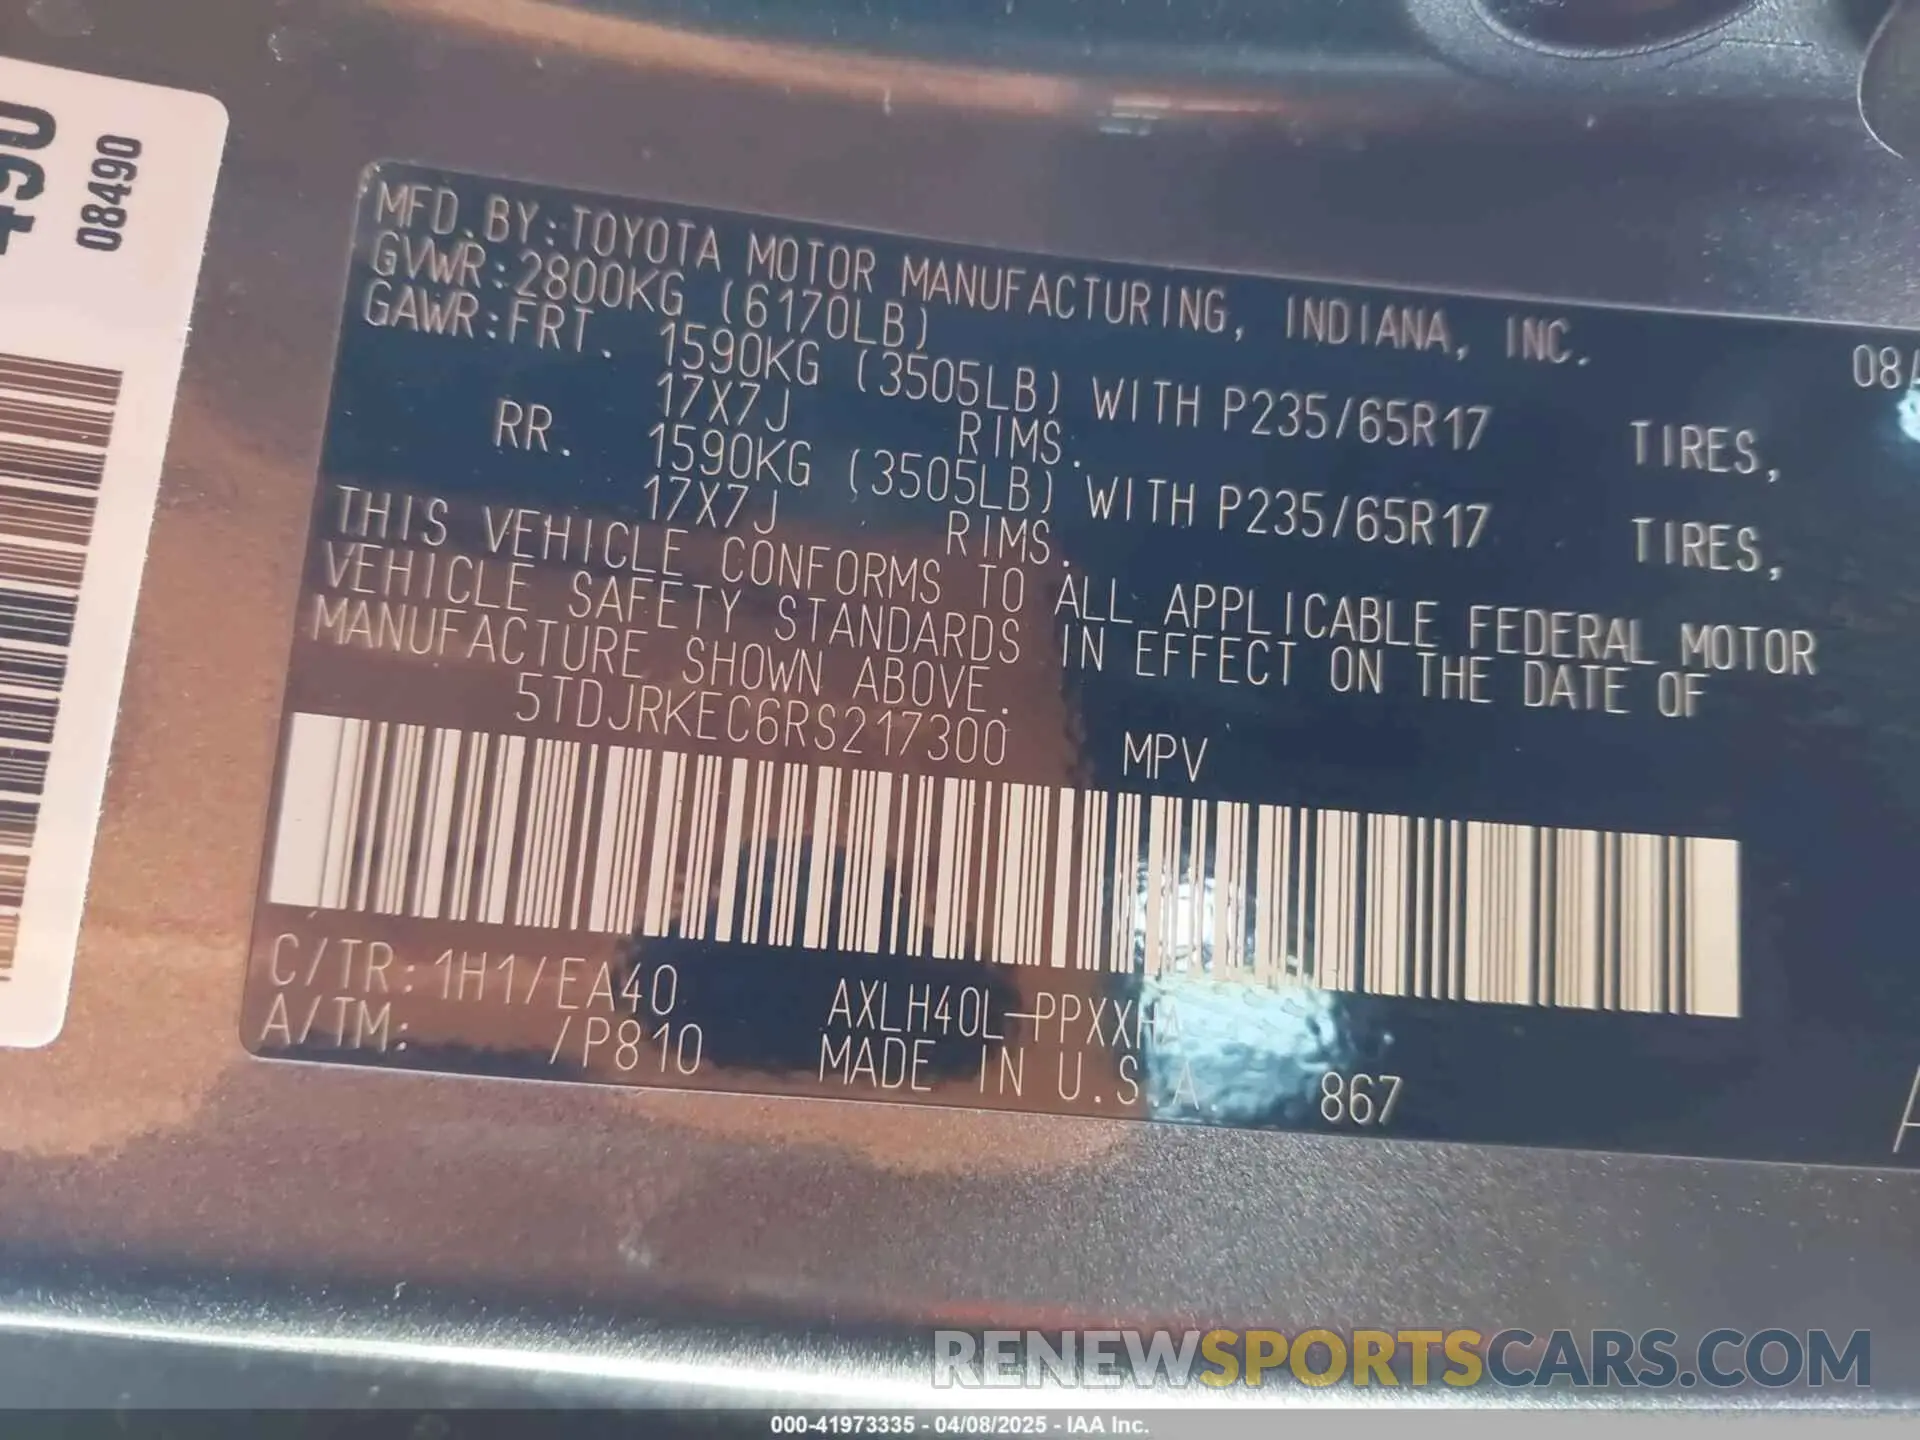 08490
MFD. BY: TOYOTA MOTOR MANUFACTURING, INDIANA, INC. 08/
GVWR: 2800KG (6170LB)
GAWR: FRT. 1590KG (3505LB) WITH P235/65R17 TIRES,
17X7J RIMS.
RR. 1590KG (3505LB) WITH P235/65R17 TIRES,
17X7J RIMS.
THIS VEHICLE CONFORMS TO ALL APPLICABLE FEDERAL MOTOR
VEHICLE SAFETY STANDARDS IN EFFECT ON THE DATE OF
MANUFACTURE SHOWN ABOVE.
5TDJRKEC6RS217300 MPV
C/TR: 1H1/EA40 AXLH40L-PPXXHA
A/TM: /P810 MADE IN U.S.A. 867
RENEWSPORTSCARS.COM
000-41973335 - 04/08/2025 - IAA Inc.